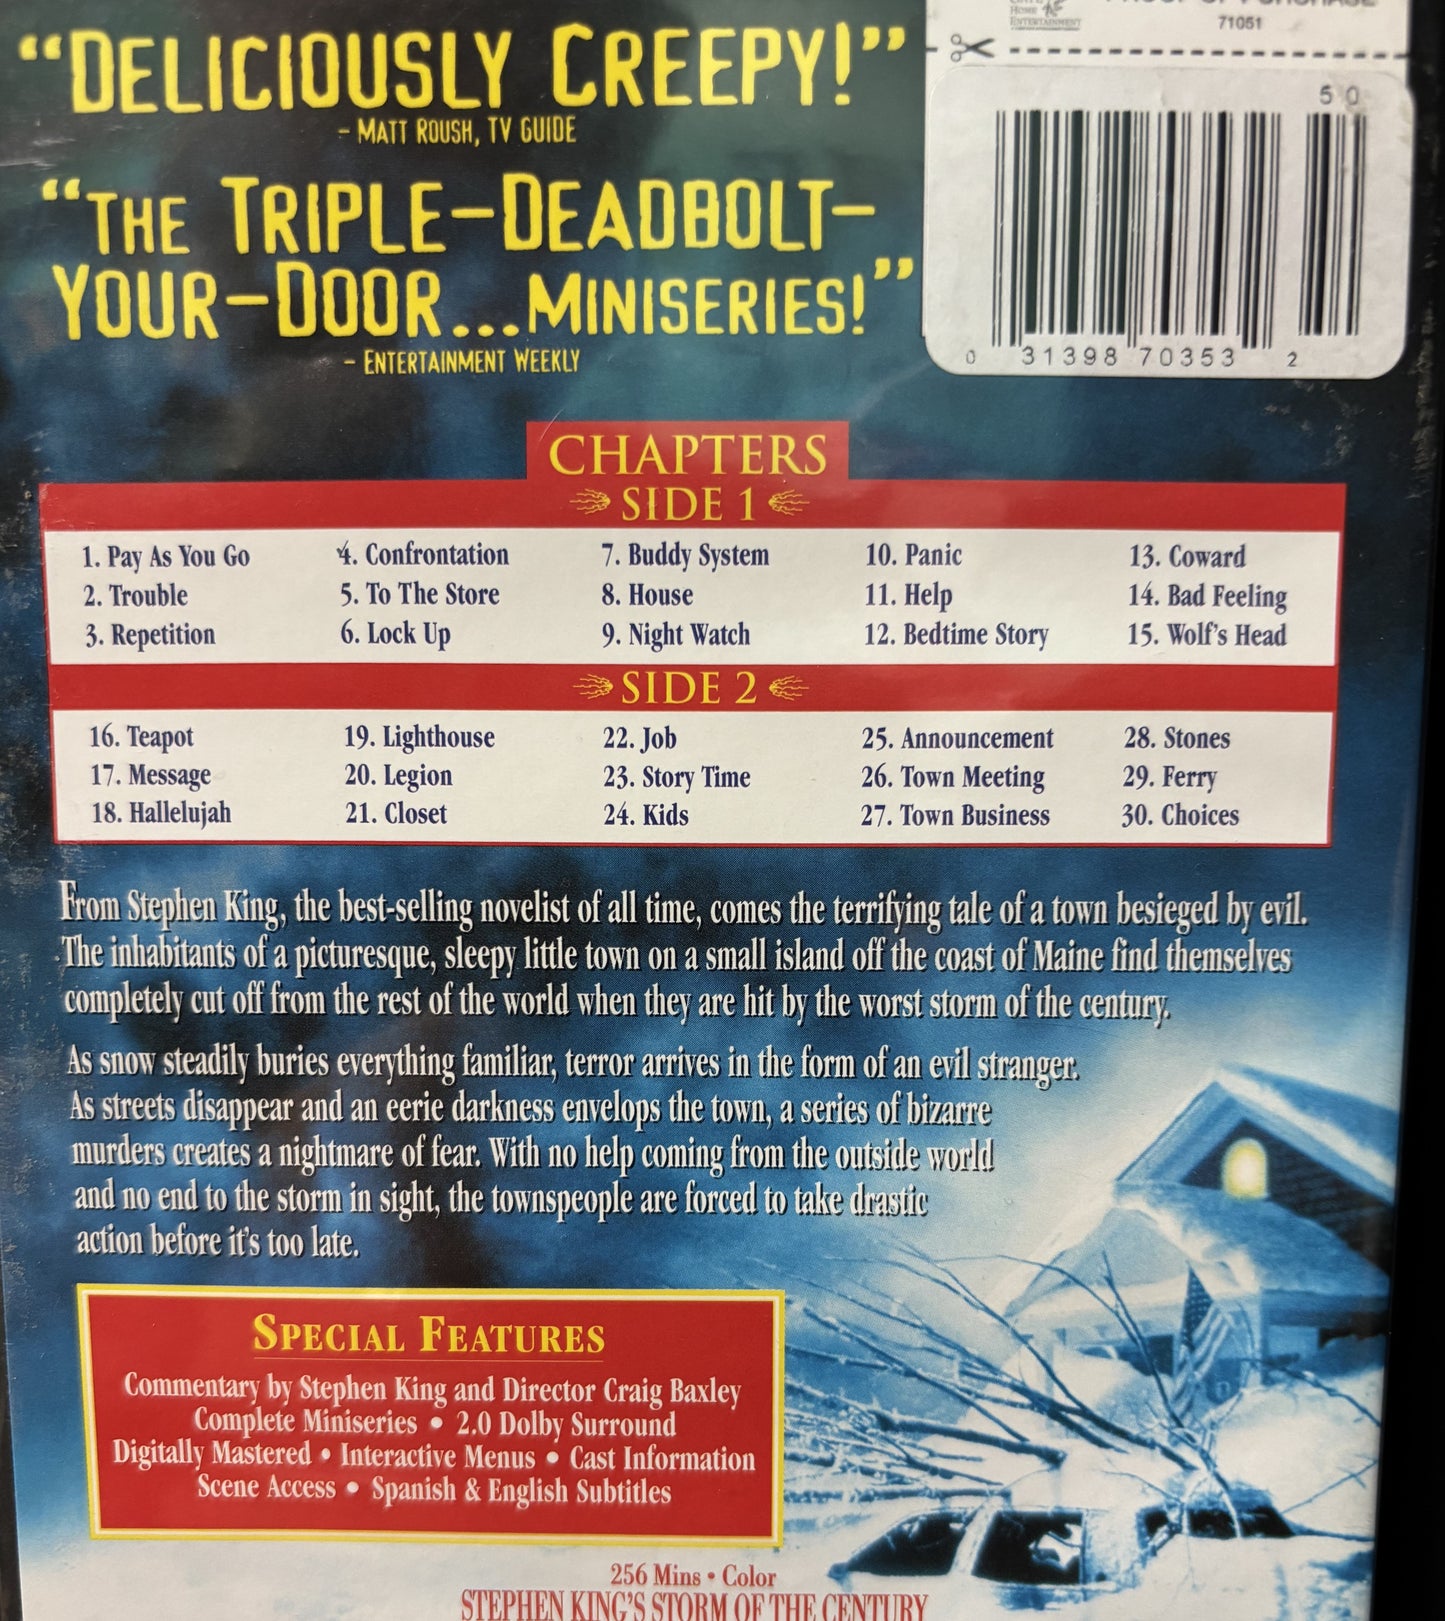 HOME
ENTERTAINMENT
PROOF OF PURCHASE
71051
"DELICIOUSLY CREEPY!"
- MATT ROUSH, TV GUIDE
"THE TRIPLE-DEADBOLT-
YOUR-DOOR...MINISERIES!"
- ENTERTAINMENT WEEKLY
50
0 31398 70353 2
CHAPTERS
SIDE 1
1. Pay As You Go 4. Confrontation 7. Buddy System 10. Panic 13. Coward
2. Trouble 5. To The Store 8. House 11. Help 14. Bad Feeling
3. Repetition 6. Lock Up 9. Night Watch 12. Bedtime Story 15. Wolf's Head
SIDE 2
16. Teapot 19. Lighthouse 22. Job 25. Announcement 28. Stones
17. Message 20. Legion 23. Story Time 26. Town Meeting 29. Ferry
18. Hallelujah 21. Closet 24. Kids 27. Town Business 30. Choices
From Stephen King, the best-selling novelist of all time, comes the terrifying tale of a town besieged by evil.
The inhabitants of a picturesque, sleepy little town on a small island off the coast of Maine find themselves
completely cut off from the rest of the world when they are hit by the worst storm of the century.
As snow steadily buries everything familiar, terror arrives in the form of an evil stranger.
As streets disappear and an eerie darkness envelops the town, a series of bizarre
murders creates a nightmare of fear. With no help coming from the outside world
and no end to the storm in sight, the townspeople are forced to take drastic
action before it's too late.
SPECIAL FEATURES
Commentary by Stephen King and Director Craig Baxley
Complete Miniseries • 2.0 Dolby Surround
Digitally Mastered • Interactive Menus • Cast Information
Scene Access • Spanish & English Subtitles
256 Mins • Color
STEPHEN KING'S STORM OF THE CENTURY